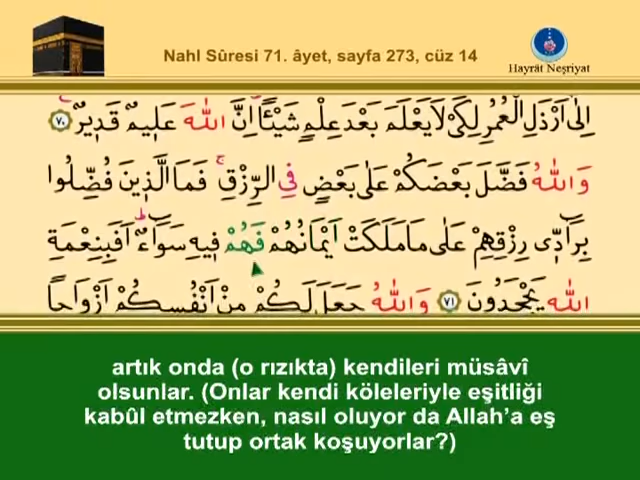 Nahl Sûresi 71. âyet, sayfa 273, cüz 14
Hayrât Neşriyat
اِلٰٓى اَرْذَلِ الْعُمُرِ لِكَيْ لَا يَعْلَمَ بَعْدَ عِلْمٍ شَيْـًٔاۜ اِنَّ اللّٰهَ عَل۪يمٌ قَد۪يرٌ ﴿٧٠﴾
وَاللّٰهُ فَضَّلَ بَعْضَكُمْ عَلٰى بَعْضٍ فِي الرِّزْقِۚ فَمَا الَّذ۪ينَ فُضِّلُوا
بِرَٓادّ۪ي رِزْقِهِمْ عَلٰى مَا مَلَكَتْ اَيْمَانُهُمْ فَهُمْ ف۪يهِ سَوَٓاءٌۜ اَفَبِنِعْمَةِ
اللّٰهِ يَجْحَدُونَ ﴿٧١﴾ وَاللّٰهُ جَعَلَ لَكُمْ مِنْ اَنْفُسِكُمْ اَزْوَاجًا
artık onda (o rızıkta) kendileri müsâvî
olsunlar. (Onlar kendi köleleriyle eşitliği
kabûl etmezken, nasıl oluyor da Allah’a eş
tutup ortak koşuyorlar?)